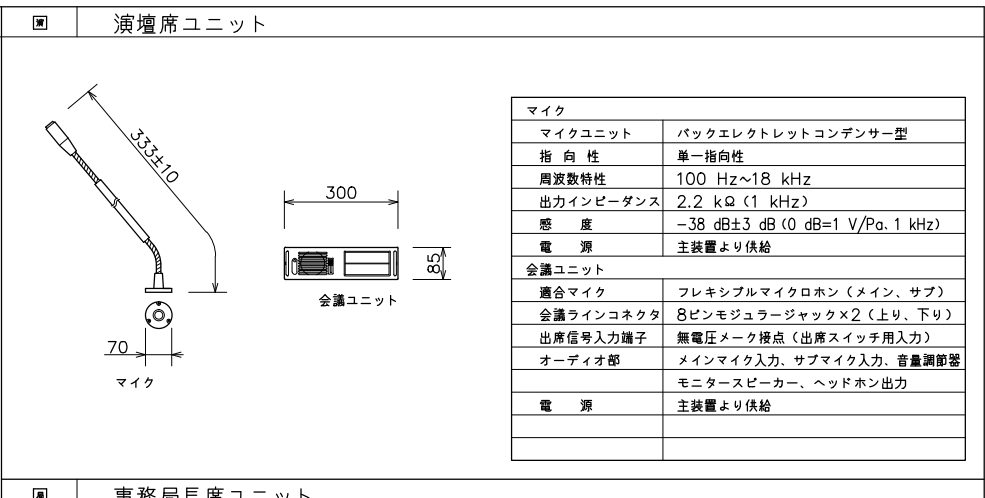 演 演壇席ユニット
333±10
300
85
会議ユニット
70
マイク
マイク
マイクユニット バックエレクトレットコンデンサー型
指 向 性 単一指向性
周波数特性 100 Hz~18 kHz
出力インピーダンス 2.2 kΩ (1 kHz)
感 度 -38 dB±3 dB (0 dB=1 V/Pa、1 kHz)
電 源 主装置より供給
会議ユニット
適合マイク フレキシブルマイクロホン (メイン、サブ)
会議ラインコネクタ 8ピンモジュラージャック×2 (上り、下り)
出席信号入力端子 無電圧メーク接点 (出席スイッチ用入力)
オーディオ部 メインマイク入力、サブマイク入力、音量調節器
モニタースピーカー、ヘッドホン出力
電 源 主装置より供給
事務局長席ユニット